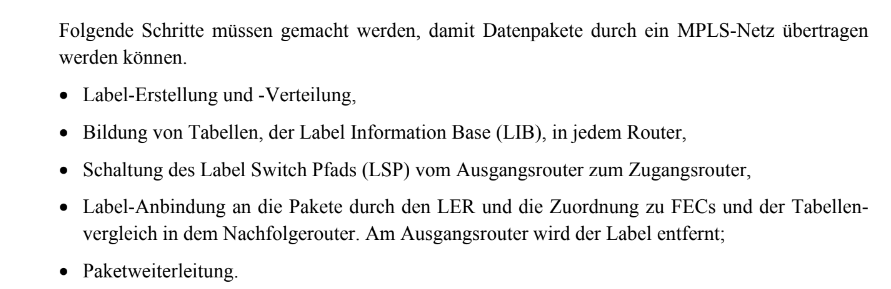 Folgende Schritte müssen gemacht werden, damit Datenpakete durch ein MPLS-Netz übertragen
werden können.
• Label-Erstellung und -Verteilung,
• Bildung von Tabellen, der Label Information Base (LIB), in jedem Router,
• Schaltung des Label Switch Pfads (LSP) vom Ausgangsrouter zum Zugangsrouter,
• Label-Anbindung an die Pakete durch den LER und die Zuordnung zu FECs und der Tabellen-
vergleich in dem Nachfolgerouter. Am Ausgangsrouter wird der Label entfernt;
• Paketweiterleitung.